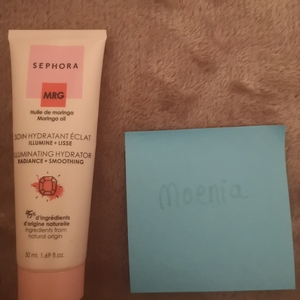 SEPHORA
MRG
Huile de moringa
Moringa oil
SOIN HYDRATANT ÉCLAT
ILLUMINE + LISSE
ILLUMINATING HYDRATOR
RADIANCE + SMOOTHING
d'ingrédients
d'origine naturelle
ingredients from
natural origin
50 mL 1.69 fl.oz.
Moenia